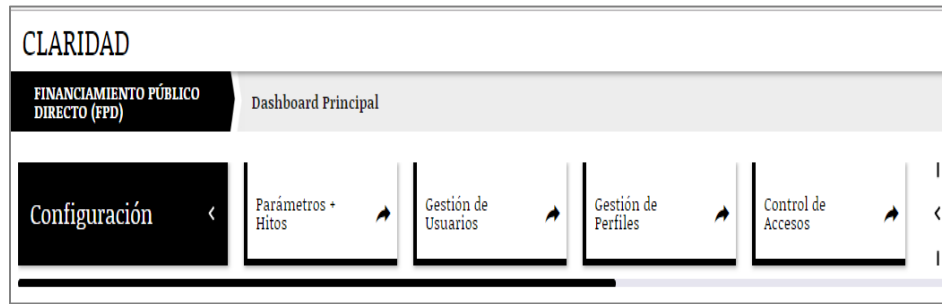 CLARIDAD
FINANCIAMIENTO PÚBLICO
DIRECTO (FPD)
Dashboard Principal
Configuración
Parámetros +
Hitos
Gestión de
Usuarios
Gestión de
Perfiles
Control de
Accesos